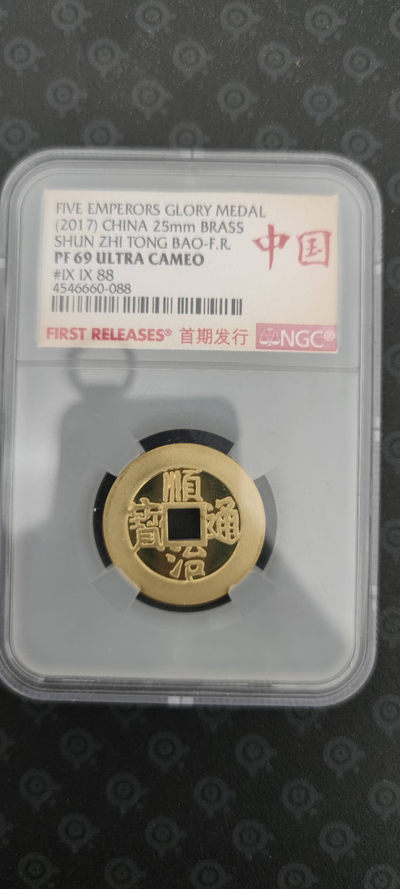 FIVE EMPERORS GLORY MEDAL
(2017) CHINA 25mm BRASS
SHUN ZHI TONG BAO-F.R.
PF 69 ULTRA CAMEO
#IX IX 88
4546660-088
中国
FIRST RELEASES® 首期发行 NGC®
順治通寶